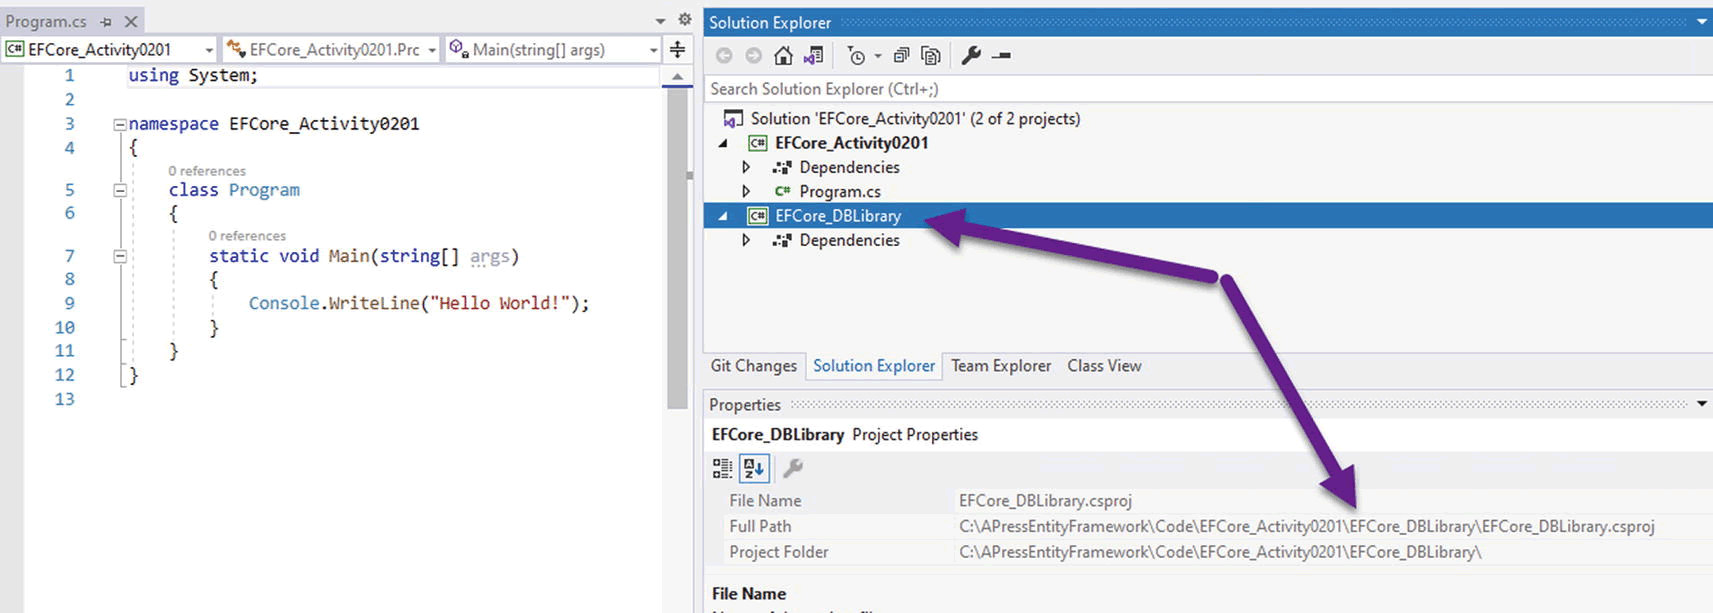 Program.cs
EFCore_Activity0201
EFCore_Activity0201.Prc
Main(string[] args)
1 using System;
2
3 namespace EFCore_Activity0201
4 {
0 references
5 class Program
6 {
0 references
7 static void Main(string[] args)
8 {
9 Console.WriteLine("Hello World!");
10 }
11 }
12 }
13
Solution Explorer
Search Solution Explorer (Ctrl+;)
Solution 'EFCore_Activity0201' (2 of 2 projects)
C# EFCore_Activity0201
Dependencies
C# Program.cs
C# EFCore_DBLibrary
Dependencies
Git Changes Solution Explorer Team Explorer Class View
Properties
EFCore_DBLibrary Project Properties
File Name EFCore_DBLibrary.csproj
Full Path C:\APressEntityFramework\Code\EFCore_Activity0201\EFCore_DBLibrary\EFCore_DBLibrary.csproj
Project Folder C:\APressEntityFramework\Code\EFCore_Activity0201\EFCore_DBLibrary\
File Name